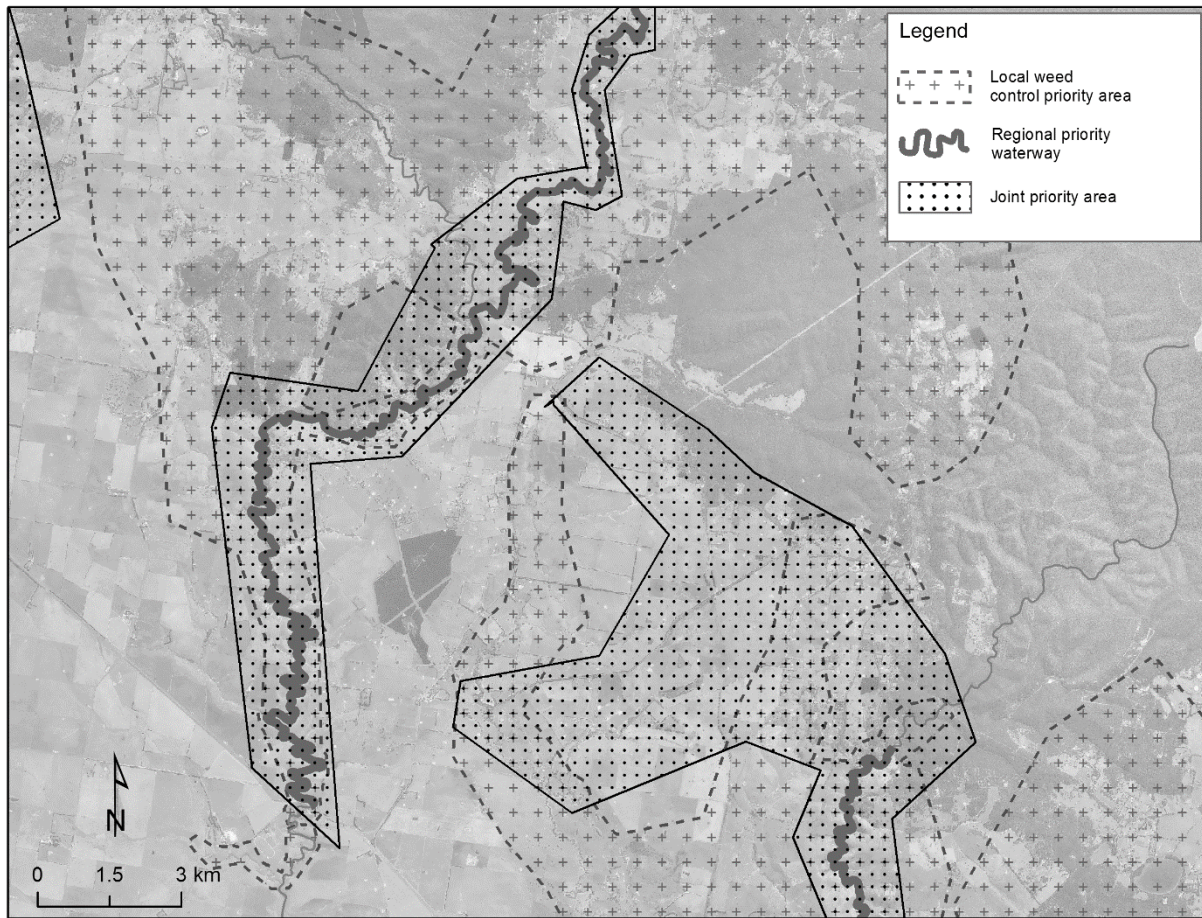 Legend
Local weed
control priority area
Regional priority
waterway
Joint priority area
N
0 1.5 3 km